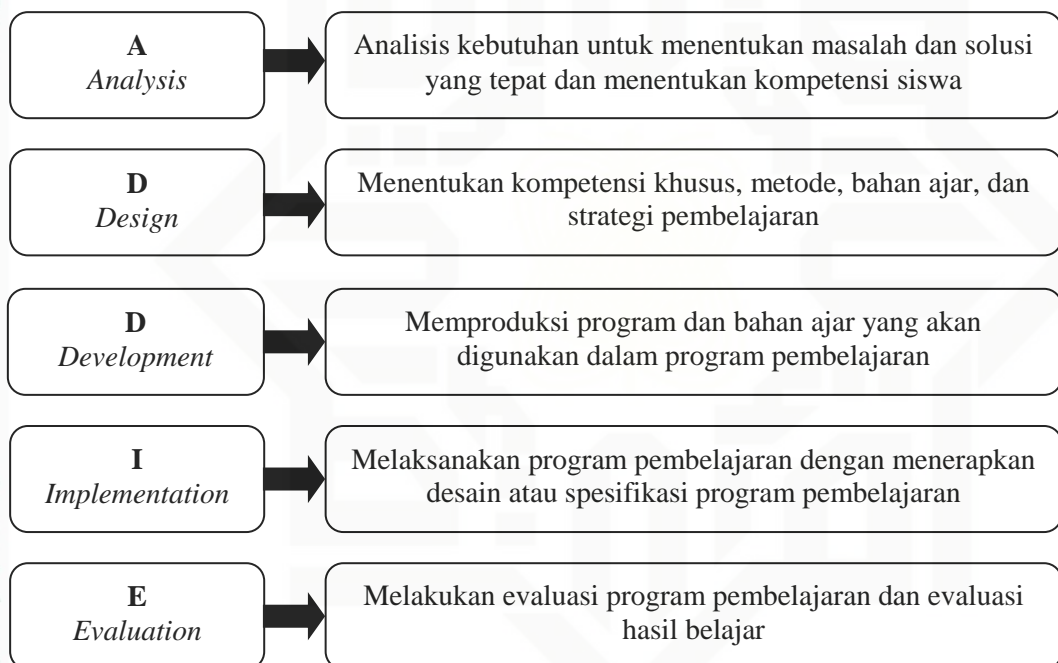 A
Analysis
Analisis kebutuhan untuk menentukan masalah dan solusi
yang tepat dan menentukan kompetensi siswa
D
Design
Menentukan kompetensi khusus, metode, bahan ajar, dan
strategi pembelajaran
D
Development
Memproduksi program dan bahan ajar yang akan
digunakan dalam program pembelajaran
I
Implementation
Melaksanakan program pembelajaran dengan menerapkan
desain atau spesifikasi program pembelajaran
E
Evaluation
Melakukan evaluasi program pembelajaran dan evaluasi
hasil belajar